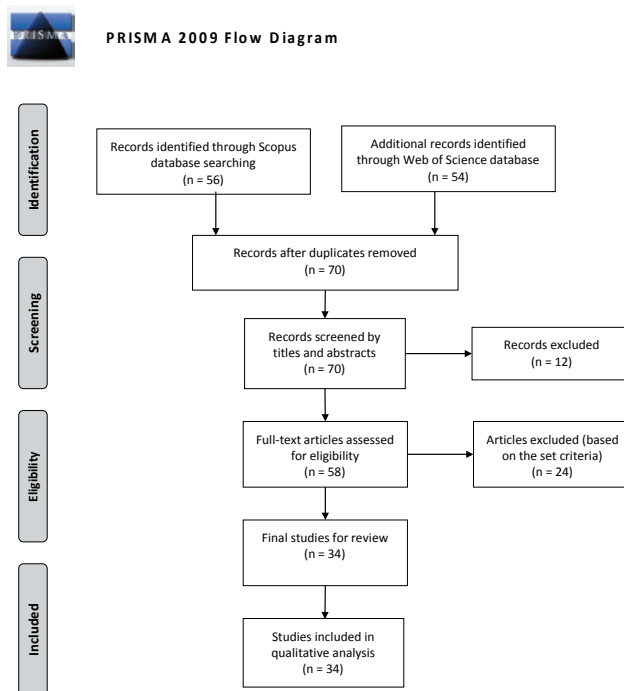 PRISMA
PRISMA 2009 Flow Diagram
Identification
Records identified through Scopus
database searching
(n = 56)
Additional records identified
through Web of Science database
(n = 54)
Records after duplicates removed
(n = 70)
Screening
Records screened by
titles and abstracts
(n = 70)
Records excluded
(n = 12)
Eligibility
Full-text articles assessed
for eligibility
(n = 58)
Articles excluded (based
on the set criteria)
(n = 24)
Final studies for review
(n = 34)
Included
Studies included in
qualitative analysis
(n = 34)